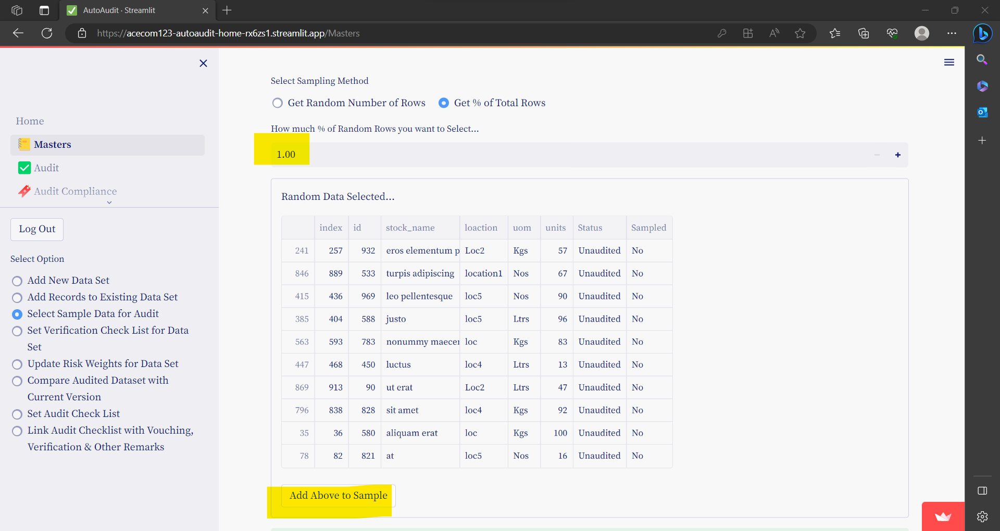 AutoAudit · Streamlit
https://acecom123-autoaudit-home-rx6zs1.streamlit.app/Masters
Home
Masters
Audit
Audit Compliance
Log Out
Select Option
Add New Data Set
Add Records to Existing Data Set
Select Sample Data for Audit
Set Verification Check List for Data
Set
Update Risk Weights for Data Set
Compare Audited Dataset with
Current Version
Set Audit Check List
Link Audit Checklist with Vouching,
Verification & Other Remarks
Select Sampling Method
Get Random Number of Rows Get % of Total Rows
How much % of Random Rows you want to Select...
1.00
Random Data Selected...
index id stock_name loaction uom units Status Sampled
241 257 932 eros elementum p Loc2 Kgs 57 Unaudited No
846 889 533 turpis adipiscing location1 Nos 67 Unaudited No
415 436 969 leo pellentesque loc5 Nos 90 Unaudited No
385 404 588 justo loc5 Ltrs 96 Unaudited No
563 593 783 nonummy maecer loc Kgs 83 Unaudited No
447 468 450 luctus loc4 Ltrs 13 Unaudited No
869 913 90 ut erat Loc2 Ltrs 47 Unaudited No
796 838 828 sit amet loc4 Kgs 92 Unaudited No
35 36 580 aliquam erat loc Kgs 100 Unaudited No
78 82 821 at loc5 Nos 16 Unaudited No
Add Above to Sample